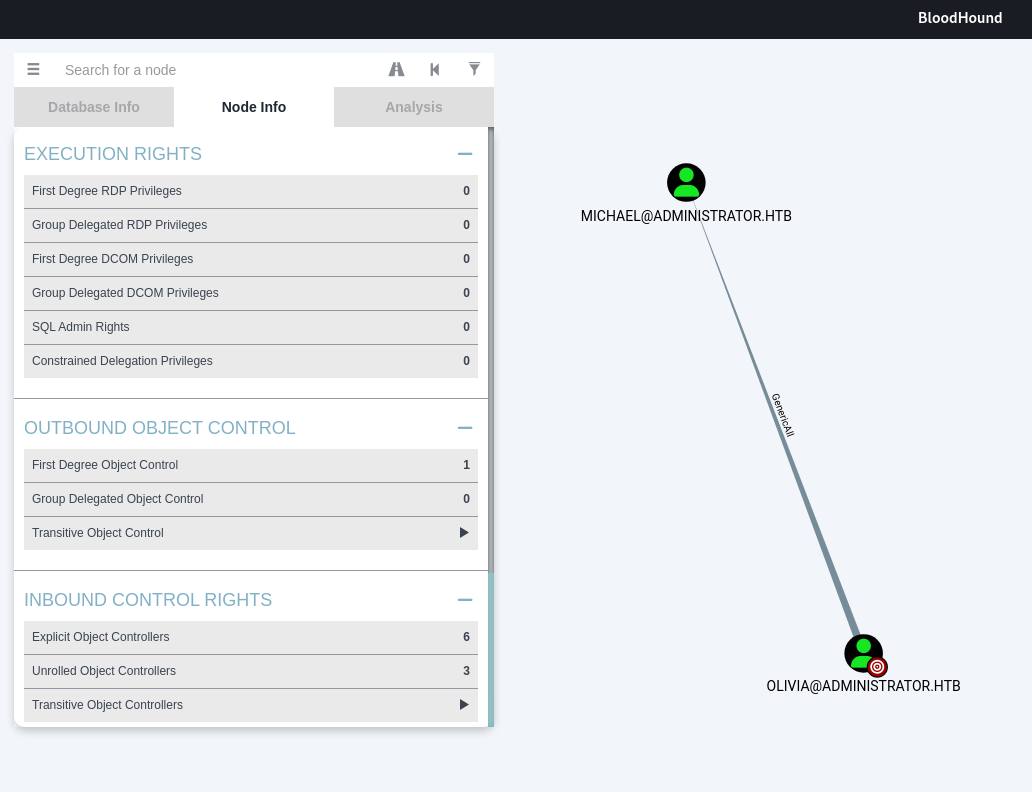 BloodHound
Search for a node
Database Info Node Info Analysis
EXECUTION RIGHTS
First Degree RDP Privileges 0
Group Delegated RDP Privileges 0
First Degree DCOM Privileges 0
Group Delegated DCOM Privileges 0
SQL Admin Rights 0
Constrained Delegation Privileges 0
OUTBOUND OBJECT CONTROL
First Degree Object Control 1
Group Delegated Object Control 0
Transitive Object Control
INBOUND CONTROL RIGHTS
Explicit Object Controllers 6
Unrolled Object Controllers 3
Transitive Object Controllers
MICHAEL@ADMINISTRATOR.HTB
GenericAll
OLIVIA@ADMINISTRATOR.HTB